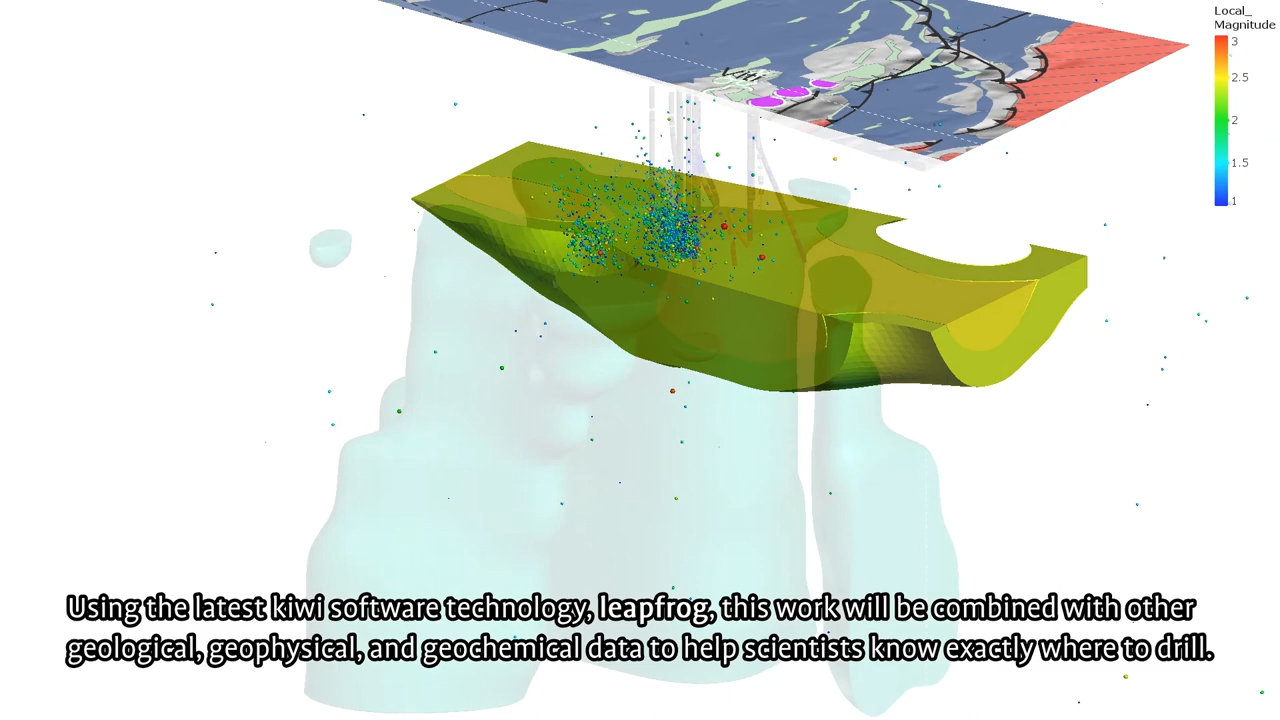 Local_
Magnitude
3
2.5
2
1.5
1
Viti
Using the latest kiwi software technology, leapfrog, this work will be combined with other
geological, geophysical, and geochemical data to help scientists know exactly where to drill.